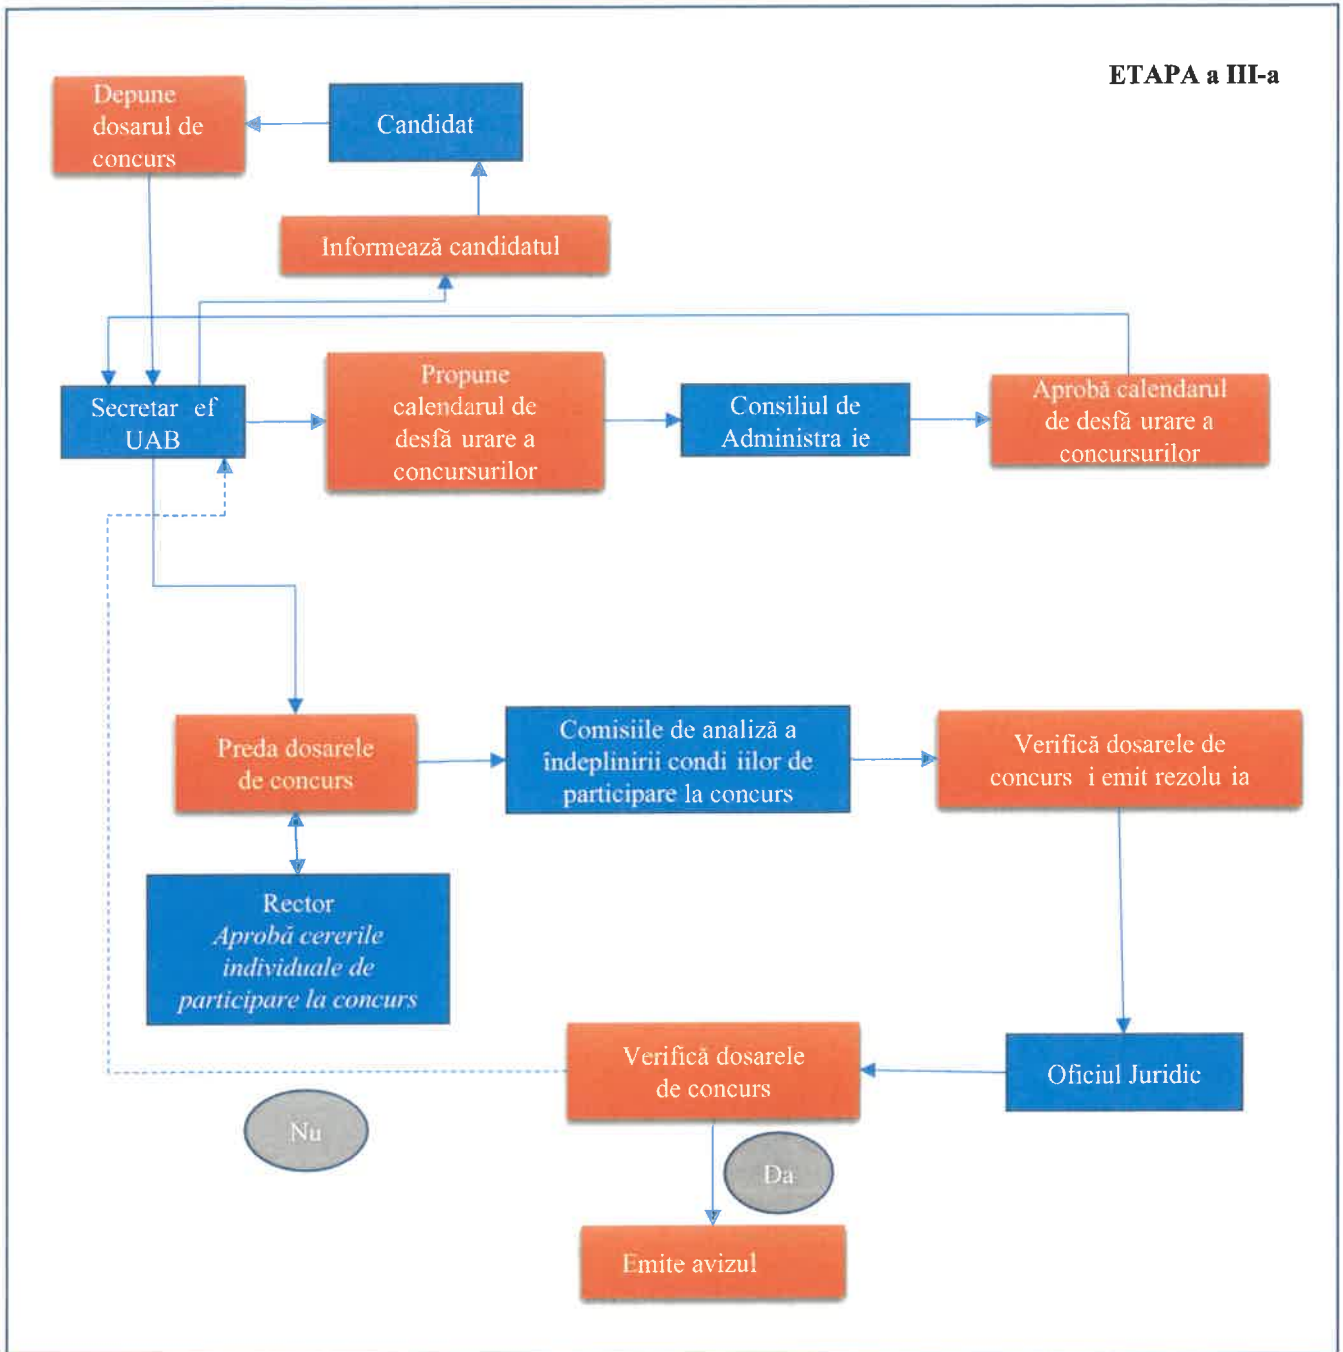 ETAPA a III-a
Depune
dosarul de
concurs
Candidat
Informează candidatul
Secretar ef
UAB
Propune
calendarul de
desfă urare a
concursurilor
Consiliul de
Administra ie
Aprobă calendarul
de desfă urare a
concursurilor
Preda dosarele
de concurs
Comisiile de analiză a
îndeplinirii condi iilor de
participare la concurs
Verifică dosarele de
concurs i emit rezolu ia
Rector
Aprobă cererile
individuale de
participare la concurs
Verifică dosarele
de concurs
Oficiul Juridic
Nu
Da
Emite avizul